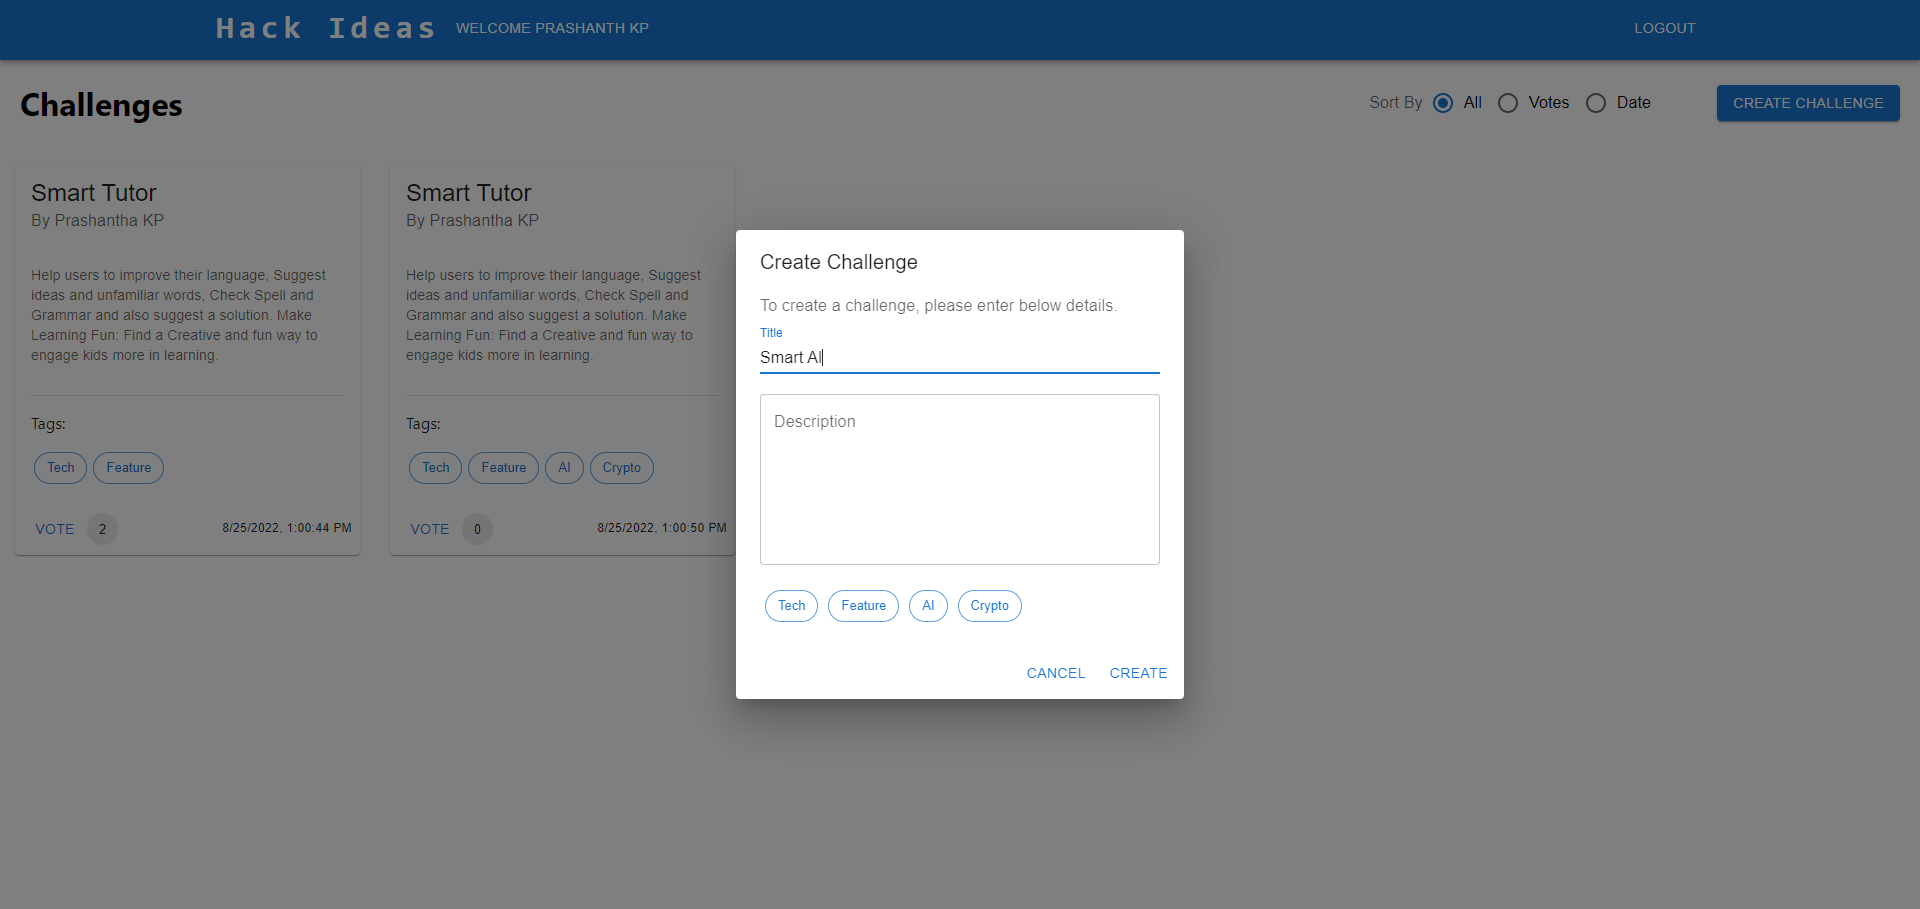 Hack Ideas WELCOME PRASHANTH KP LOGOUT
Challenges
Sort By All Votes Date CREATE CHALLENGE
Smart Tutor
By Prashantha KP
Help users to improve their language, Suggest
ideas and unfamiliar words, Check Spell and
Grammar and also suggest a solution. Make
Learning Fun: Find a Creative and fun way to
engage kids more in learning.
Tags:
Tech Feature
VOTE 2 8/25/2022, 1:00:44 PM
Smart Tutor
By Prashantha KP
Help users to improve their language, Suggest
ideas and unfamiliar words, Check Spell and
Grammar and also suggest a solution. Make
Learning Fun: Find a Creative and fun way to
engage kids more in learning.
Tags:
Tech Feature AI Crypto
VOTE 0 8/25/2022, 1:00:50 PM
Create Challenge
To create a challenge, please enter below details.
Title
Smart AI
Description
Tech Feature AI Crypto
CANCEL CREATE